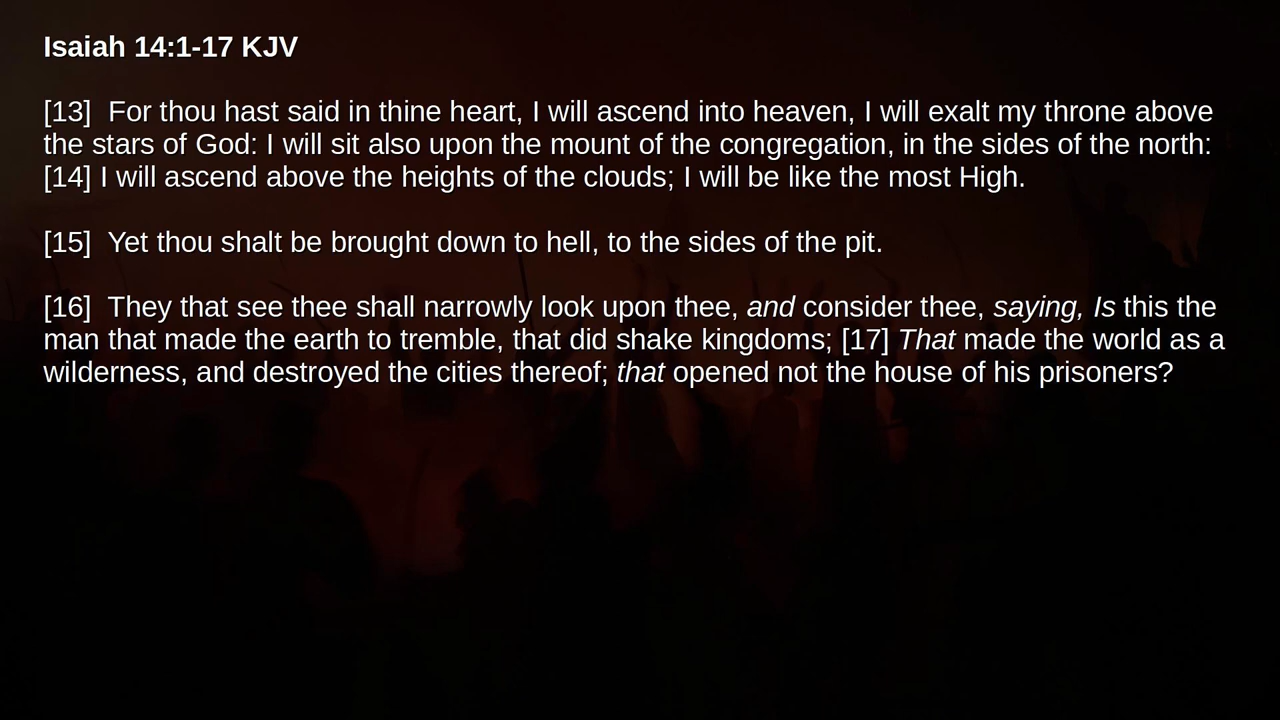 Isaiah 14:1-17 KJV
[13]  For thou hast said in thine heart, I will ascend into heaven, I will exalt my throne above
the stars of God: I will sit also upon the mount of the congregation, in the sides of the north:
[14] I will ascend above the heights of the clouds; I will be like the most High.
[15]  Yet thou shalt be brought down to hell, to the sides of the pit.
[16]  They that see thee shall narrowly look upon thee, and consider thee, saying, Is this the
man that made the earth to tremble, that did shake kingdoms; [17] That made the world as a
wilderness, and destroyed the cities thereof; that opened not the house of his prisoners?